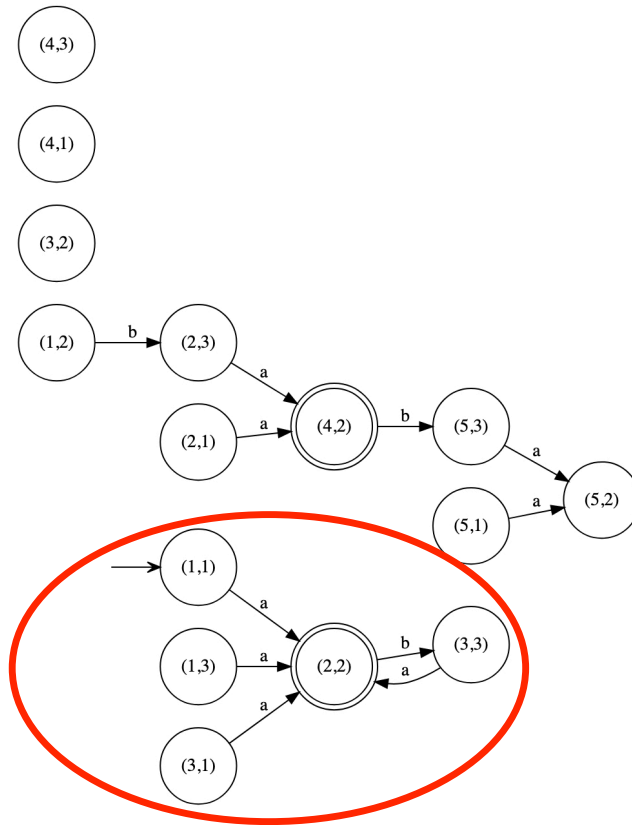 (4,3)
(4,1)
(3,2)
(1,2)
b
(2,3)
a
(2,1)
a
(4,2)
b
(5,3)
a
(5,1)
a
(5,2)
(1,1)
a
(1,3)
a
(3,1)
a
(2,2)
b
a
(3,3)